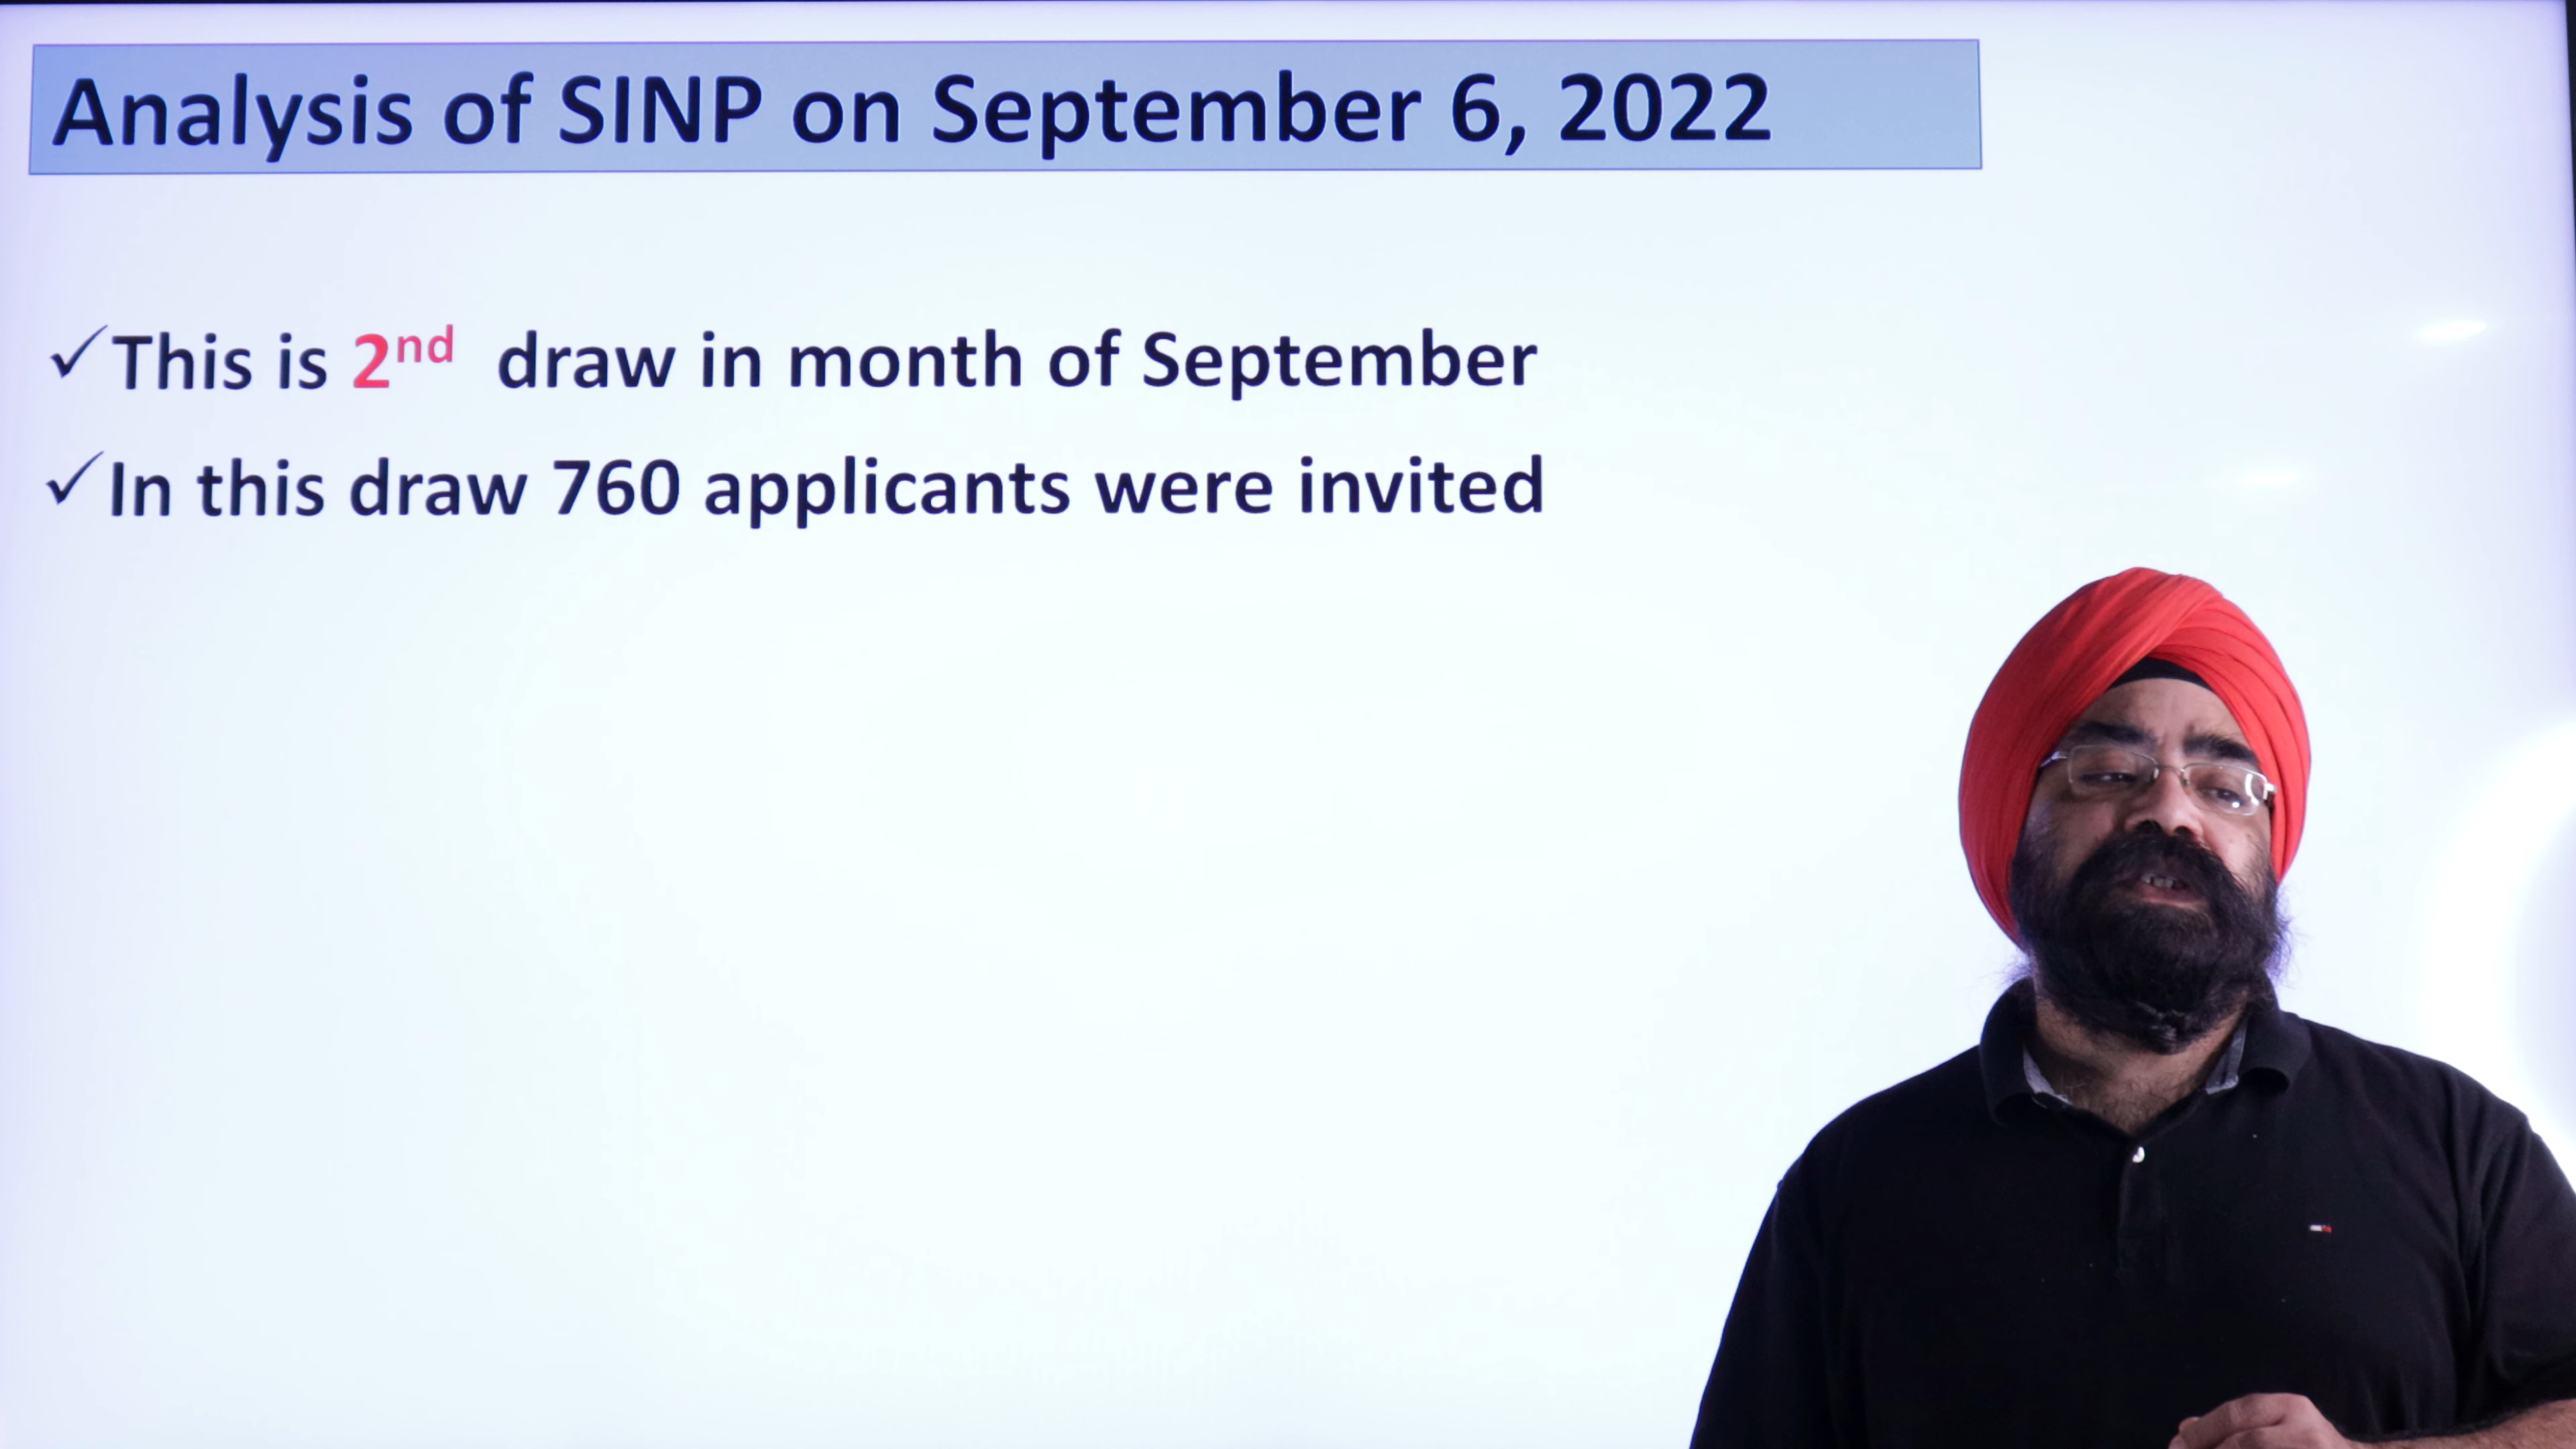 Analysis of SINP on September 6, 2022
✓This is 2nd draw in month of September
✓In this draw 760 applicants were invited